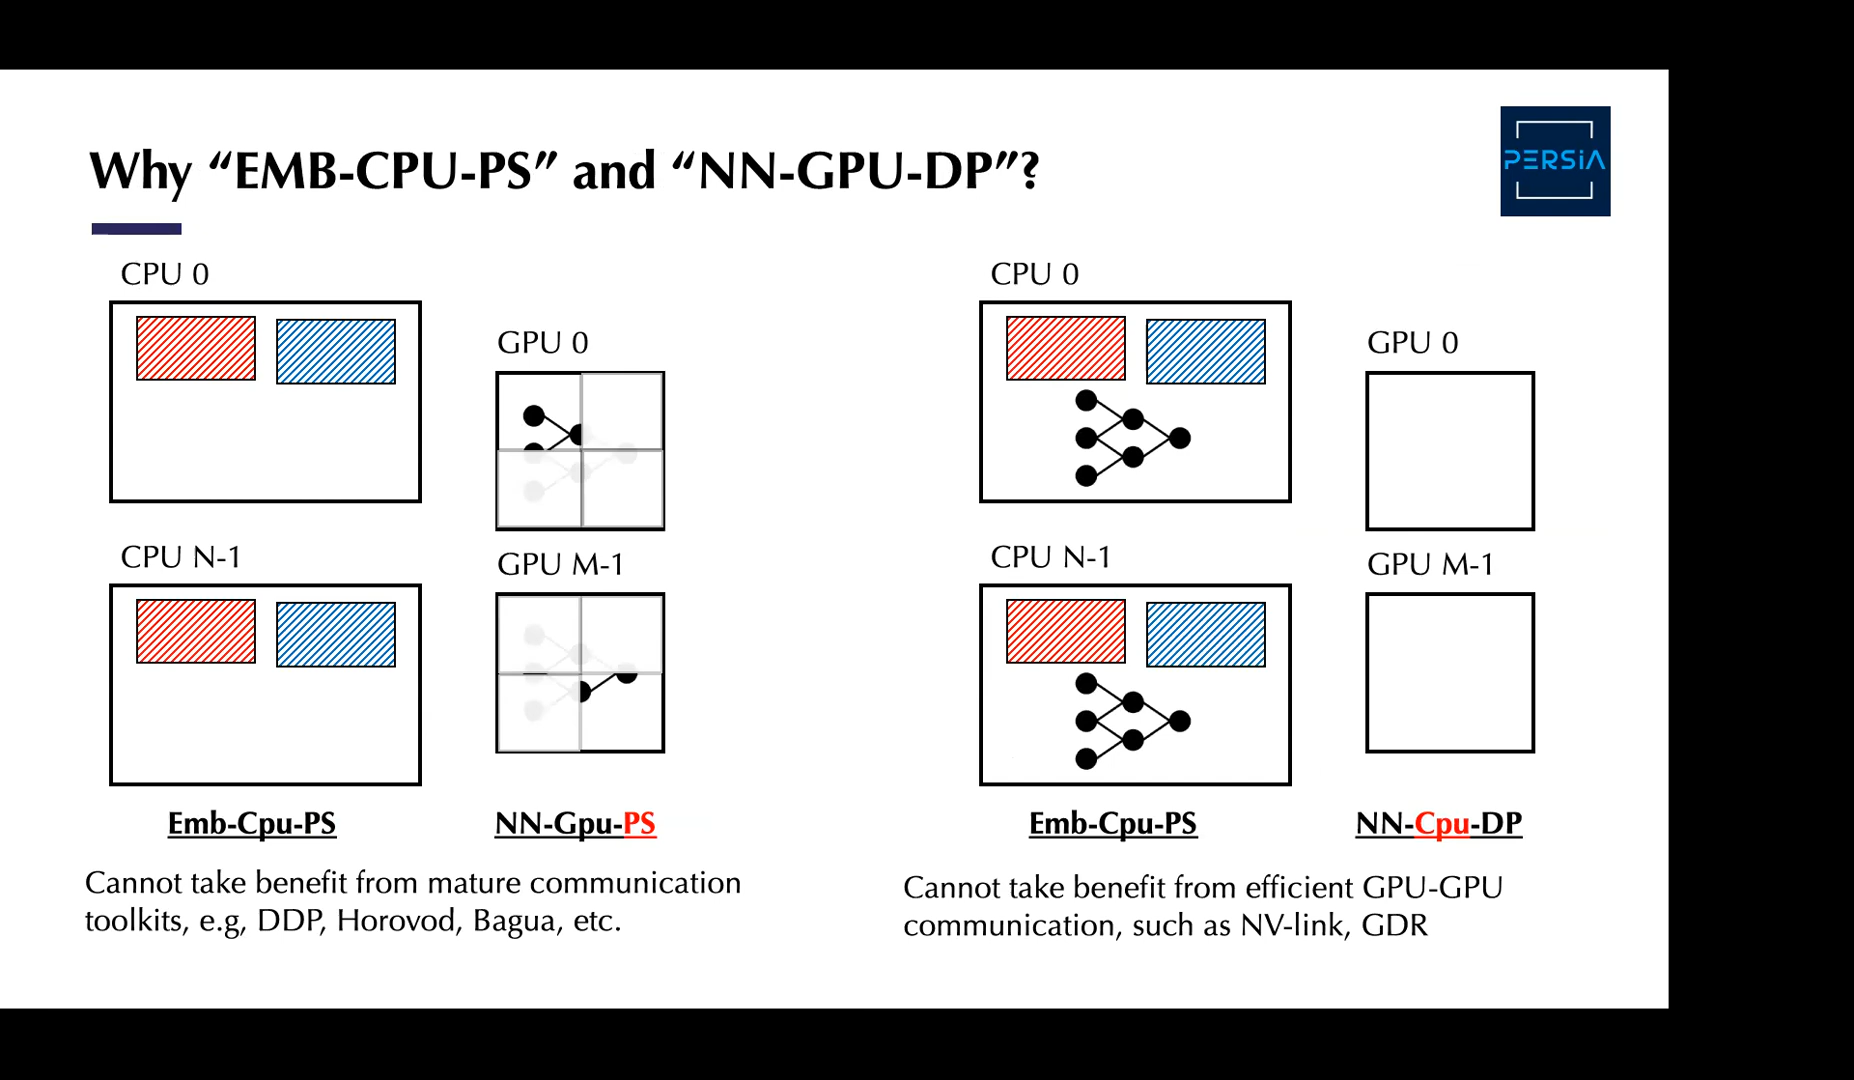 Why “EMB-CPU-PS” and “NN-GPU-DP”?
PERSiA
CPU 0
GPU 0
CPU N-1
GPU M-1
Emb-Cpu-PS
NN-Gpu-PS
Cannot take benefit from mature communication
toolkits, e.g, DDP, Horovod, Bagua, etc.
CPU 0
GPU 0
CPU N-1
GPU M-1
Emb-Cpu-PS
NN-Cpu-DP
Cannot take benefit from efficient GPU-GPU
communication, such as NV-link, GDR